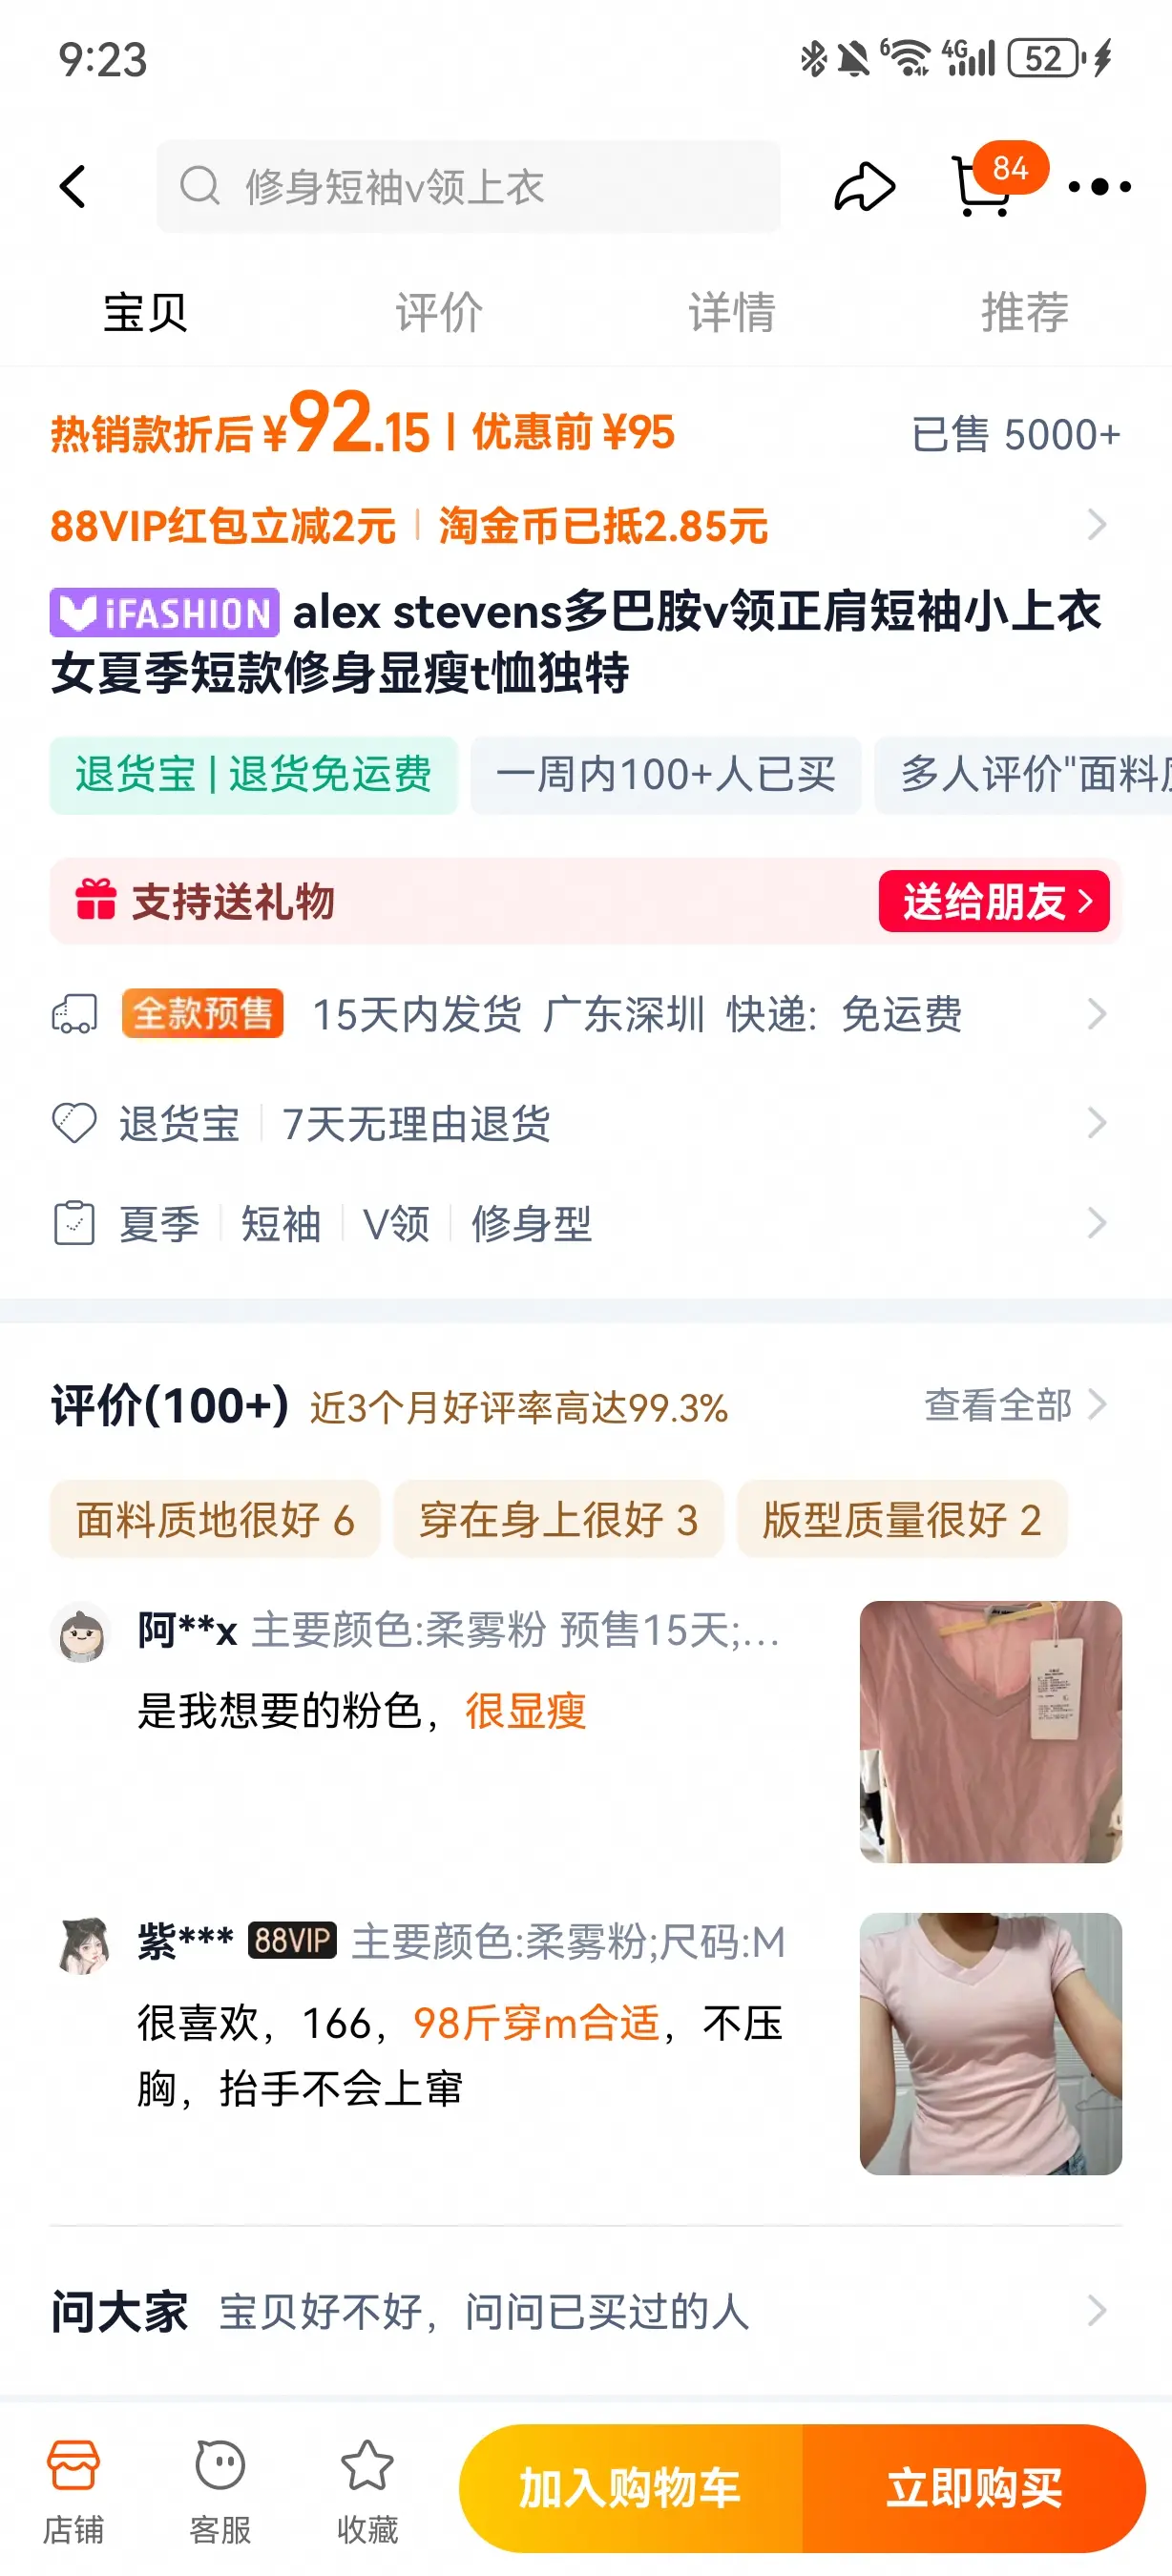 9:23
6 4G 52
修身短袖v领上衣
84
宝贝 评价 详情 推荐
热销款折后 ¥92.15 | 优惠前 ¥95 已售 5000+
88VIP红包立减2元 | 淘金币已抵2.85元
iFASHION alex stevens多巴胺v领正肩短袖小上衣
女夏季短款修身显瘦t恤独特
退货宝 | 退货免运费 一周内100+人已买 多人评价"面料
支持送礼物 送给朋友
全款预售 15天内发货 广东深圳 快递: 免运费
退货宝 | 7天无理由退货
夏季 | 短袖 | V领 | 修身型
评价(100+) 近3个月好评率高达99.3% 查看全部
面料质地很好 6 穿在身上很好 3 版型质量很好 2
阿**x 主要颜色:柔雾粉 预售15天;...
是我想要的粉色，很显瘦
紫*** 88VIP 主要颜色:柔雾粉;尺码:M
很喜欢，166，98斤穿m合适，不压
胸，抬手不会上窜
问大家 宝贝好不好，问问已买过的人
店铺 客服 收藏 加入购物车 立即购买